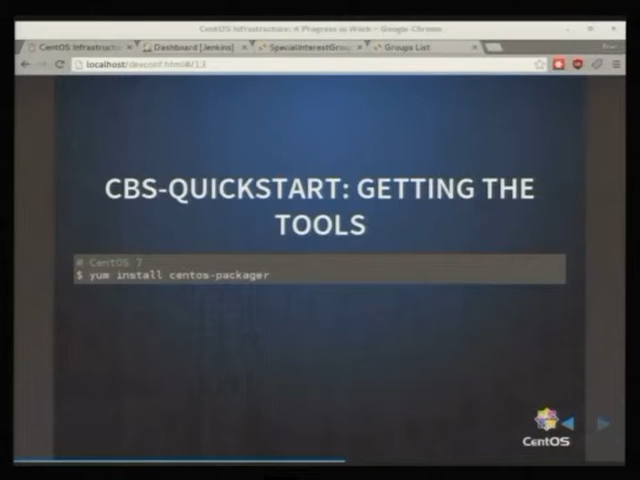 CentOS Infrastructure: A Progress in Work - Google Chrome
CentOS Infrastructu
Dashboard [Jenkins]
SpecialInterestGrou
Groups List
localhost/devconf.html#/13
CBS-QUICKSTART: GETTING THE
TOOLS
# CentOS 7
$ yum install centos-packager
CentOS